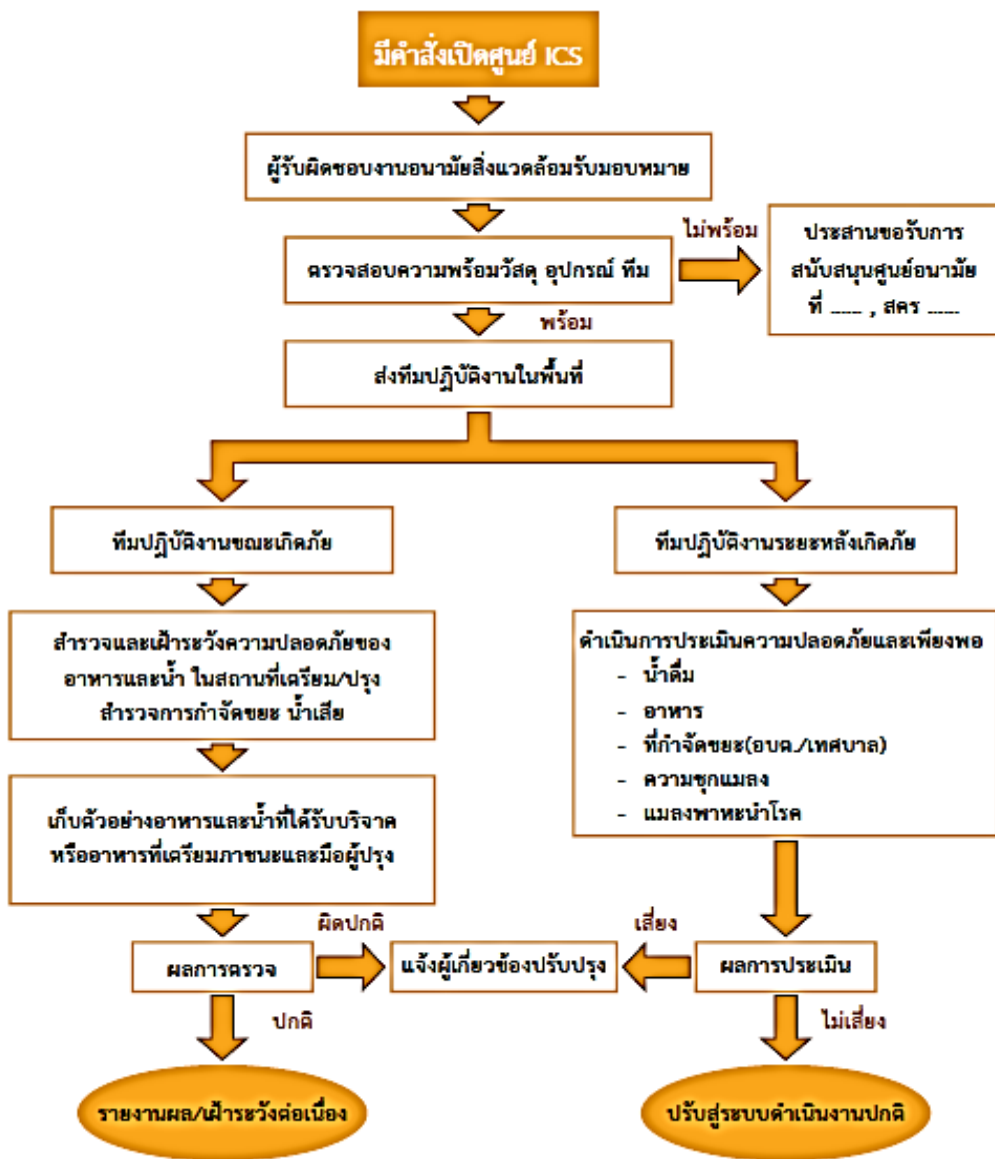 มีคำสั่งเปิดศูนย์ ICS
ผู้รับผิดชอบงานอนามัยสิ่งแวดล้อมรับมอบหมาย
ตรวจสอบความพร้อมวัสดุ อุปกรณ์ ทีม
ไม่พร้อม
ประสานขอรับการ
สนับสนุนศูนย์อนามัย
ที่ ...... , สคร ......
พร้อม
ส่งทีมปฏิบัติงานในพื้นที่
ทีมปฏิบัติงานขณะเกิดภัย
สำรวจและเฝ้าระวังความปลอดภัยของ
อาหารและน้ำ ในสถานที่เตรียม/ปรุง
สำรวจการกำจัดขยะ น้ำเสีย
เก็บตัวอย่างอาหารและน้ำที่ได้รับบริจาค
หรืออาหารที่เตรียมภาชนะและมือผู้ปรุง
ผลการตรวจ
ผิดปกติ
แจ้งผู้เกี่ยวข้องปรับปรุง
ปกติ
รายงานผล/เฝ้าระวังต่อเนื่อง
ทีมปฏิบัติงานระยะหลังเกิดภัย
ดำเนินการประเมินความปลอดภัยและเพียงพอ
- น้ำดื่ม
- อาหาร
- ที่กำจัดขยะ(อบต./เทศบาล)
- ความชุกแมลง
- แมลงพาหะนำโรค
เสี่ยง
ผลการประเมิน
ไม่เสี่ยง
ปรับสู่ระบบดำเนินงานปกติ